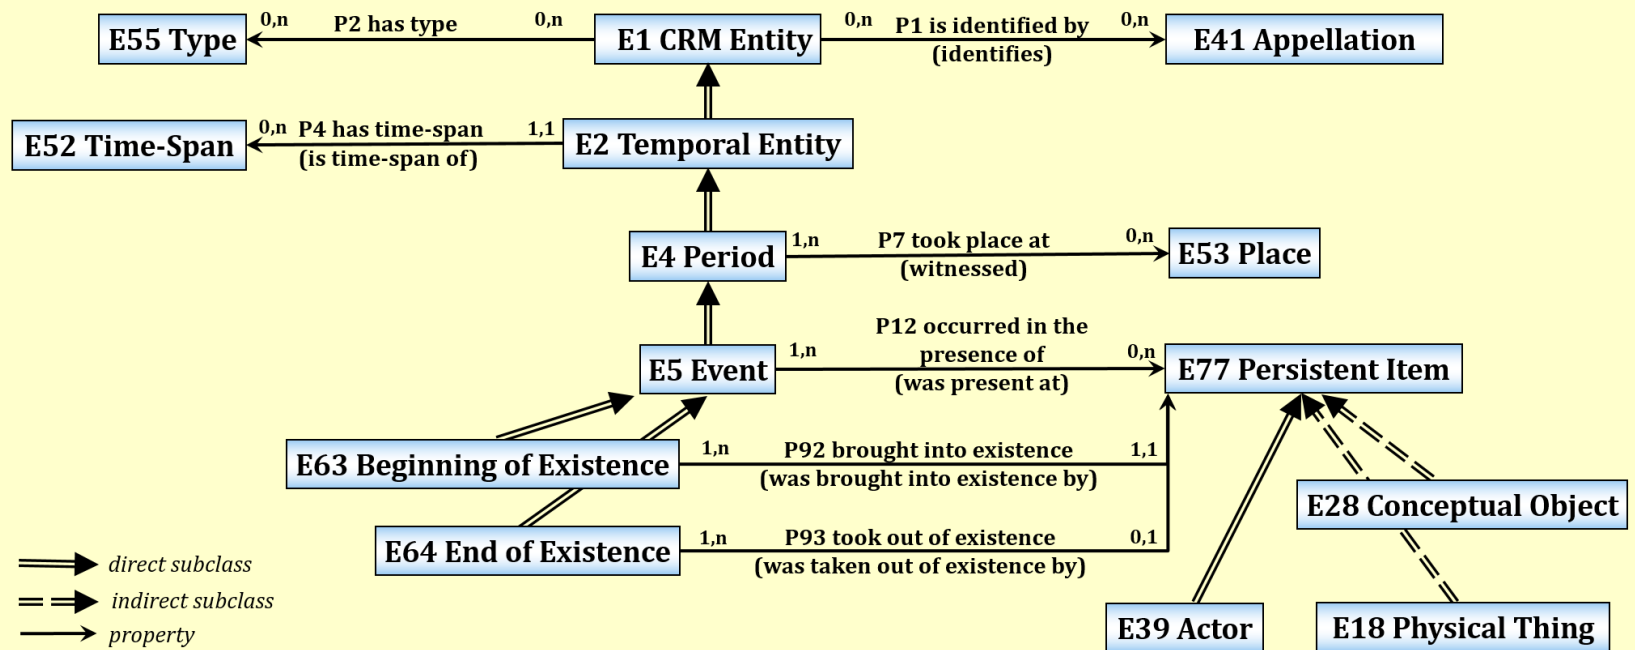 E55 Type
0,n
P2 has type
0,n
E1 CRM Entity
0,n
P1 is identified by
(identifies)
0,n
E41 Appellation
E52 Time-Span
0,n
P4 has time-span
(is time-span of)
1,1
E2 Temporal Entity
E4 Period
1,n
P7 took place at
(witnessed)
0,n
E53 Place
E5 Event
1,n
P12 occurred in the
presence of
(was present at)
0,n
E77 Persistent Item
E63 Beginning of Existence
1,n
P92 brought into existence
(was brought into existence by)
1,1
E28 Conceptual Object
E64 End of Existence
1,n
P93 took out of existence
(was taken out of existence by)
0,1
E39 Actor
E18 Physical Thing
direct subclass
indirect subclass
property